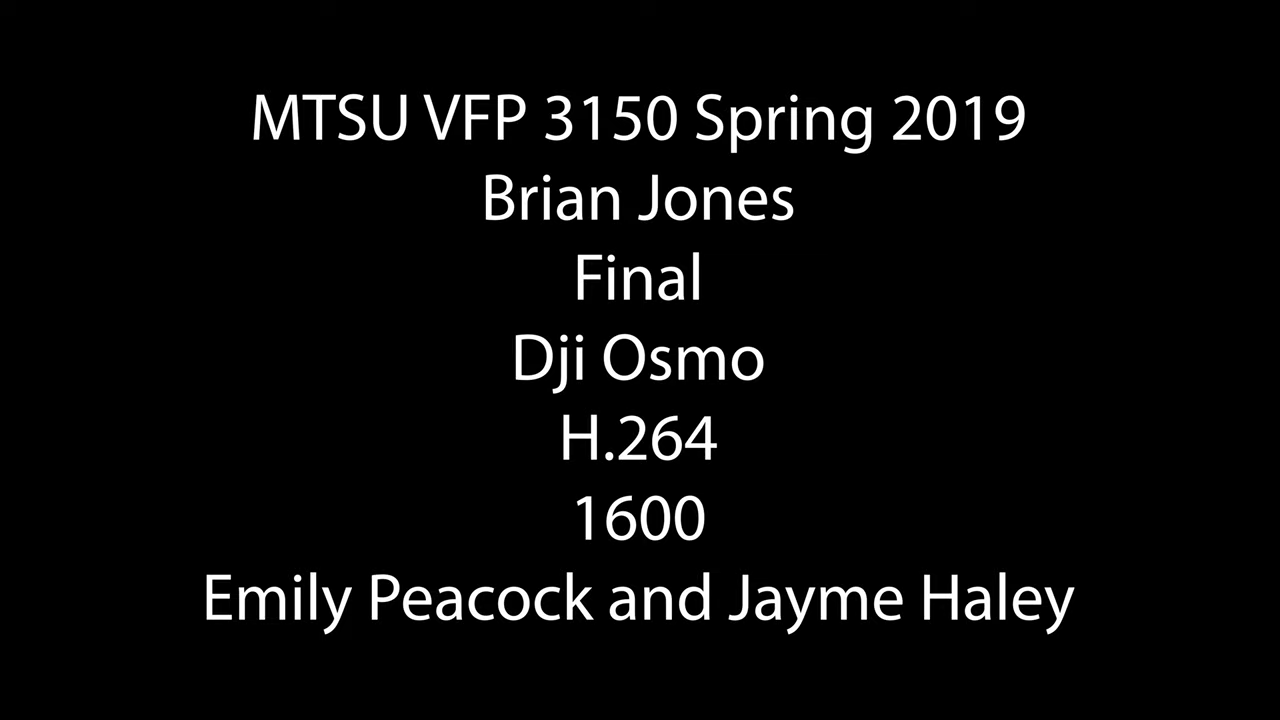 MTSU VFP 3150 Spring 2019
Brian Jones
Final
Dji Osmo
H.264
1600
Emily Peacock and Jayme Haley